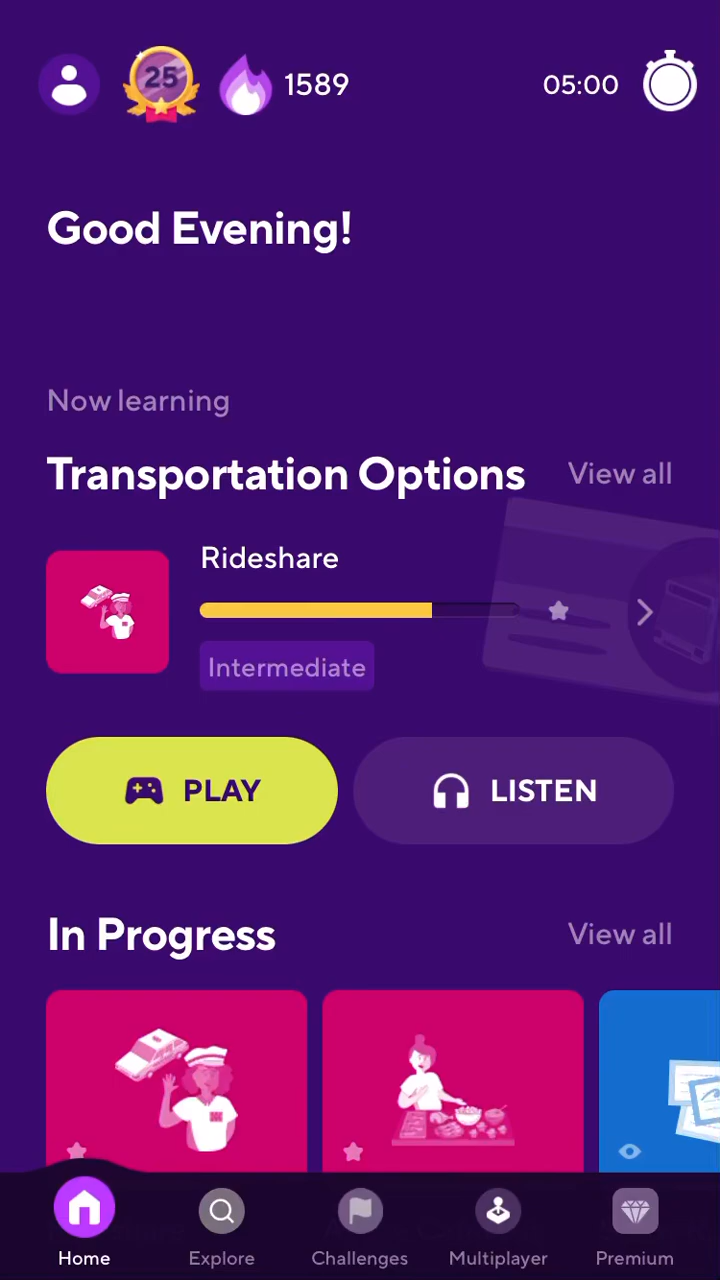 25
1589
05:00
Good Evening!
Now learning
Transportation Options
View all
Rideshare
Intermediate
PLAY
LISTEN
In Progress
View all
Home
Explore
Challenges
Multiplayer
Premium